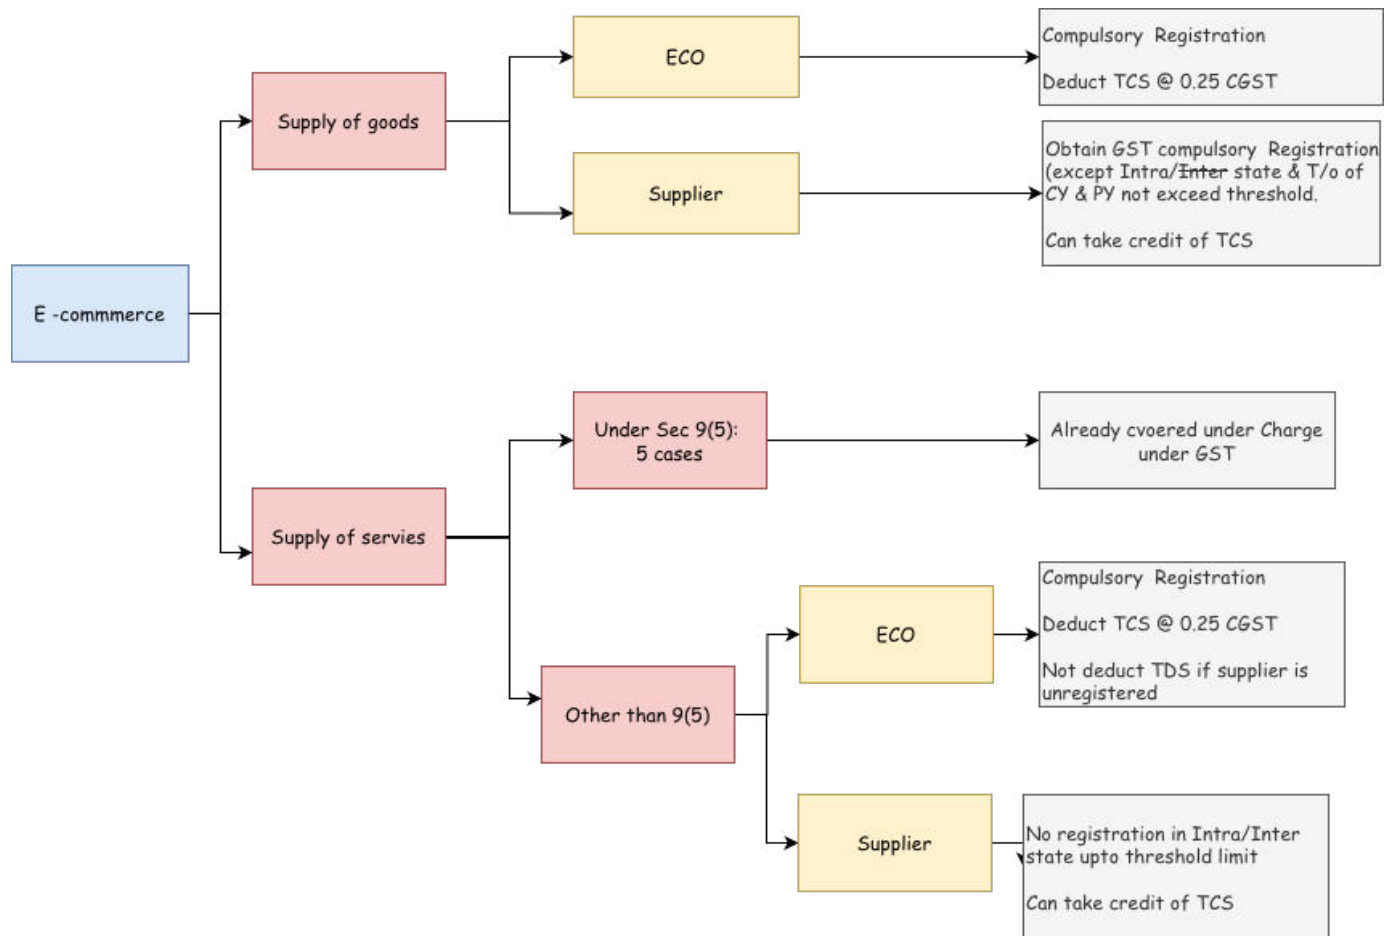 ECO
Compulsory Registration
Deduct TCS @ 0.25 CGST
Supply of goods
Supplier
Obtain GST compulsory Registration
(except Intra/Inter state & T/o of
CY & PY not exceed threshold.
Can take credit of TCS
E -commmerce
Under Sec 9(5):
5 cases
Already cvoered under Charge
under GST
Supply of servies
ECO
Compulsory Registration
Deduct TCS @ 0.25 CGST
Not deduct TDS if supplier is
unregistered
Other than 9(5)
Supplier
No registration in Intra/Inter
state upto threshold limit
Can take credit of TCS